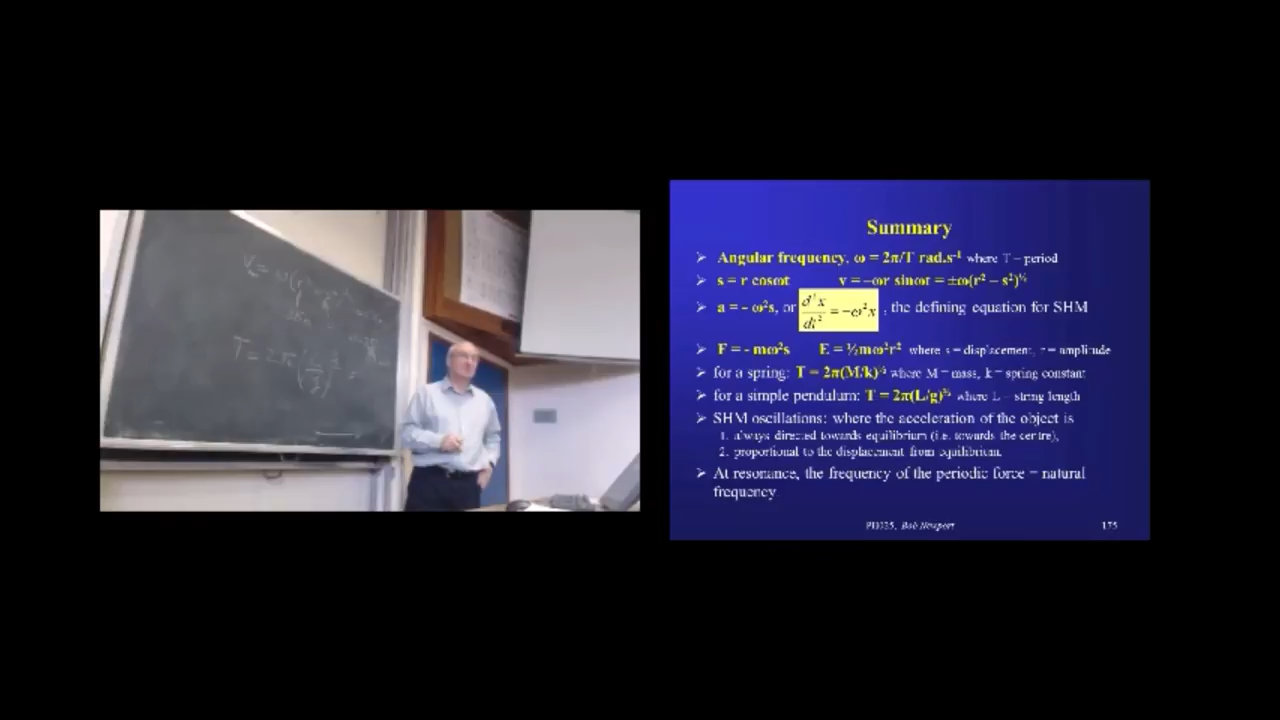 v = ω(r² - s²)
T = 2π
Summary
➢ Angular frequency, ω = 2π/T rad.s⁻¹ where T = period
➢ s = r cosωt v = –ωr sinωt = ±ω(r² – s²)^½
➢ a = - ω²s, or d²x/dt² = -ω²x , the defining equation for SHM
➢ F = - mω²s E = ½mω²r² where s = displacement, r = amplitude
➢ for a spring: T = 2π(M/k)^½ where M = mass, k = spring constant
➢ for a simple pendulum: T = 2π(L/g)^½ where L = string length
➢ SHM oscillations: where the acceleration of the object is
1. always directed towards equilibrium (i.e. towards the centre),
2. proportional to the displacement from equilibrium.
➢ At resonance, the frequency of the periodic force = natural
frequency
PH025, Bob Newport 175